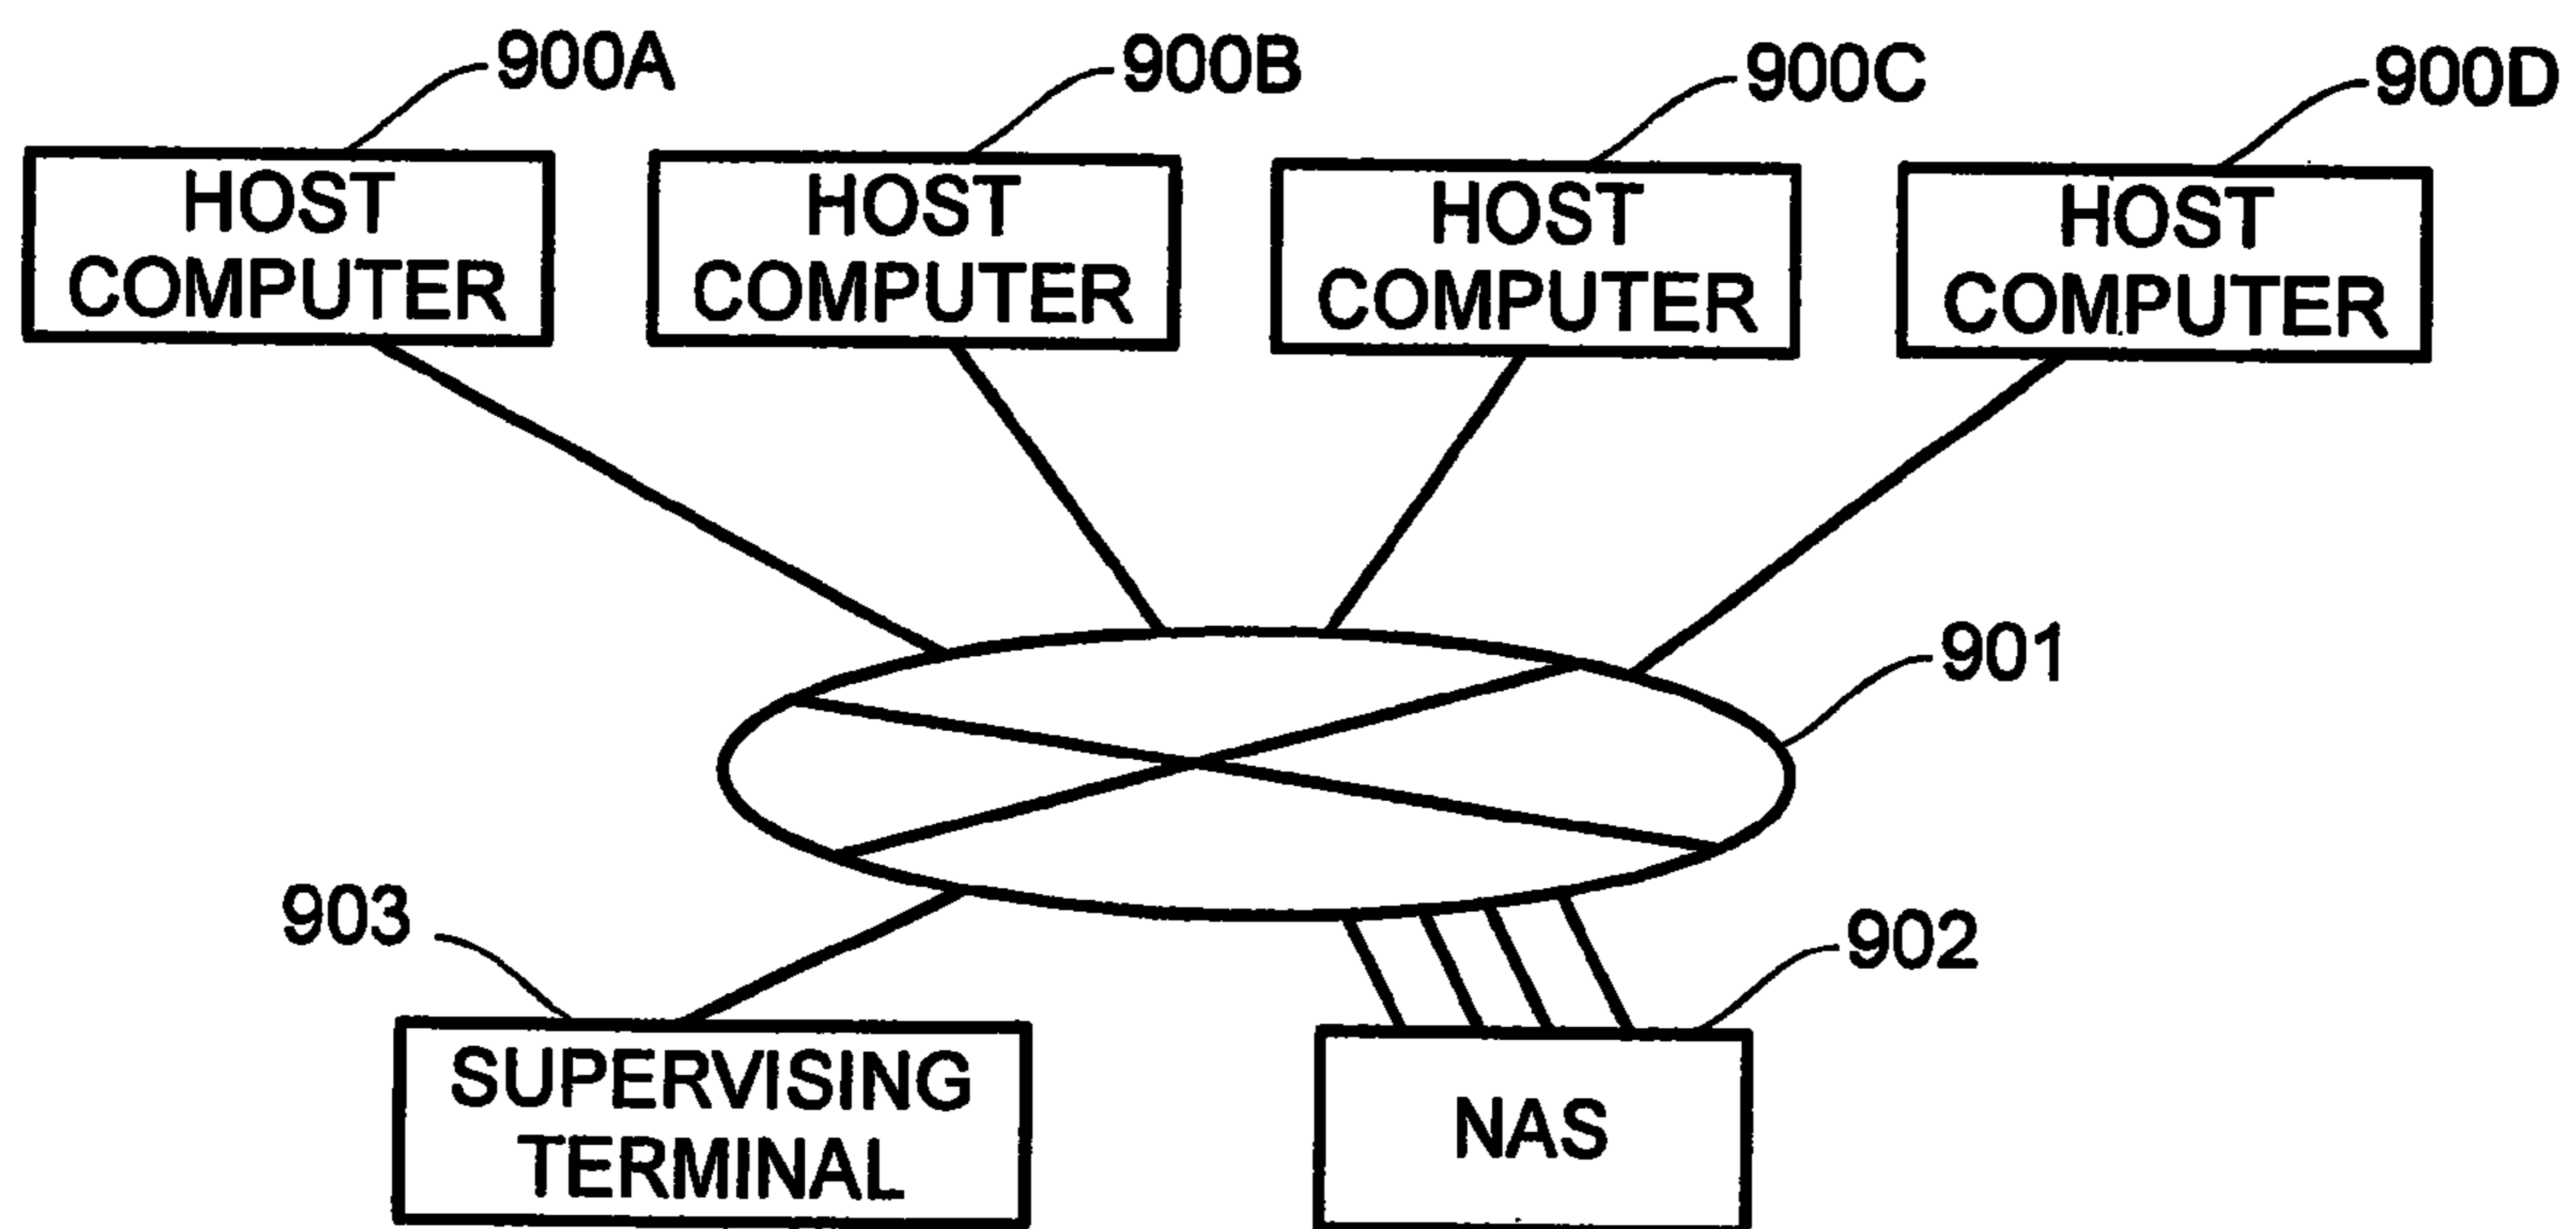 900A
900B
900C
900D
HOST
COMPUTER
HOST
COMPUTER
HOST
COMPUTER
HOST
COMPUTER
901
903
902
SUPERVISING
TERMINAL
NAS